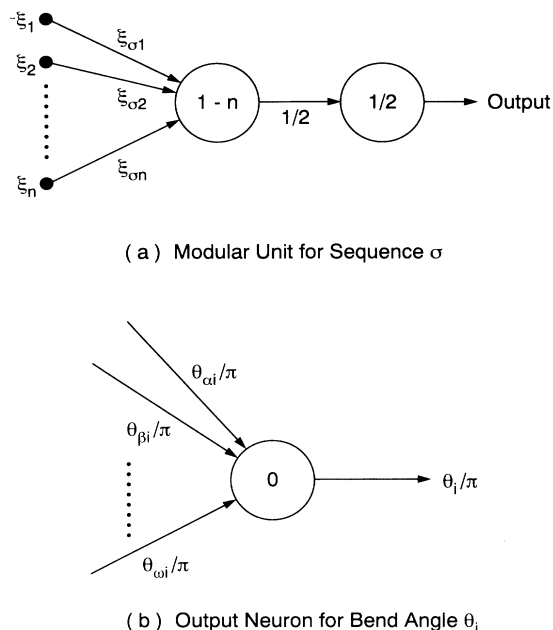 ξ₁
ξσ1
ξ₂
ξσ2
1 - n
1/2
1/2
Output
ξₙ
ξσn
( a ) Modular Unit for Sequence σ
θαi/π
θβi/π
0
θᵢ/π
θωi/π
( b ) Output Neuron for Bend Angle θᵢ